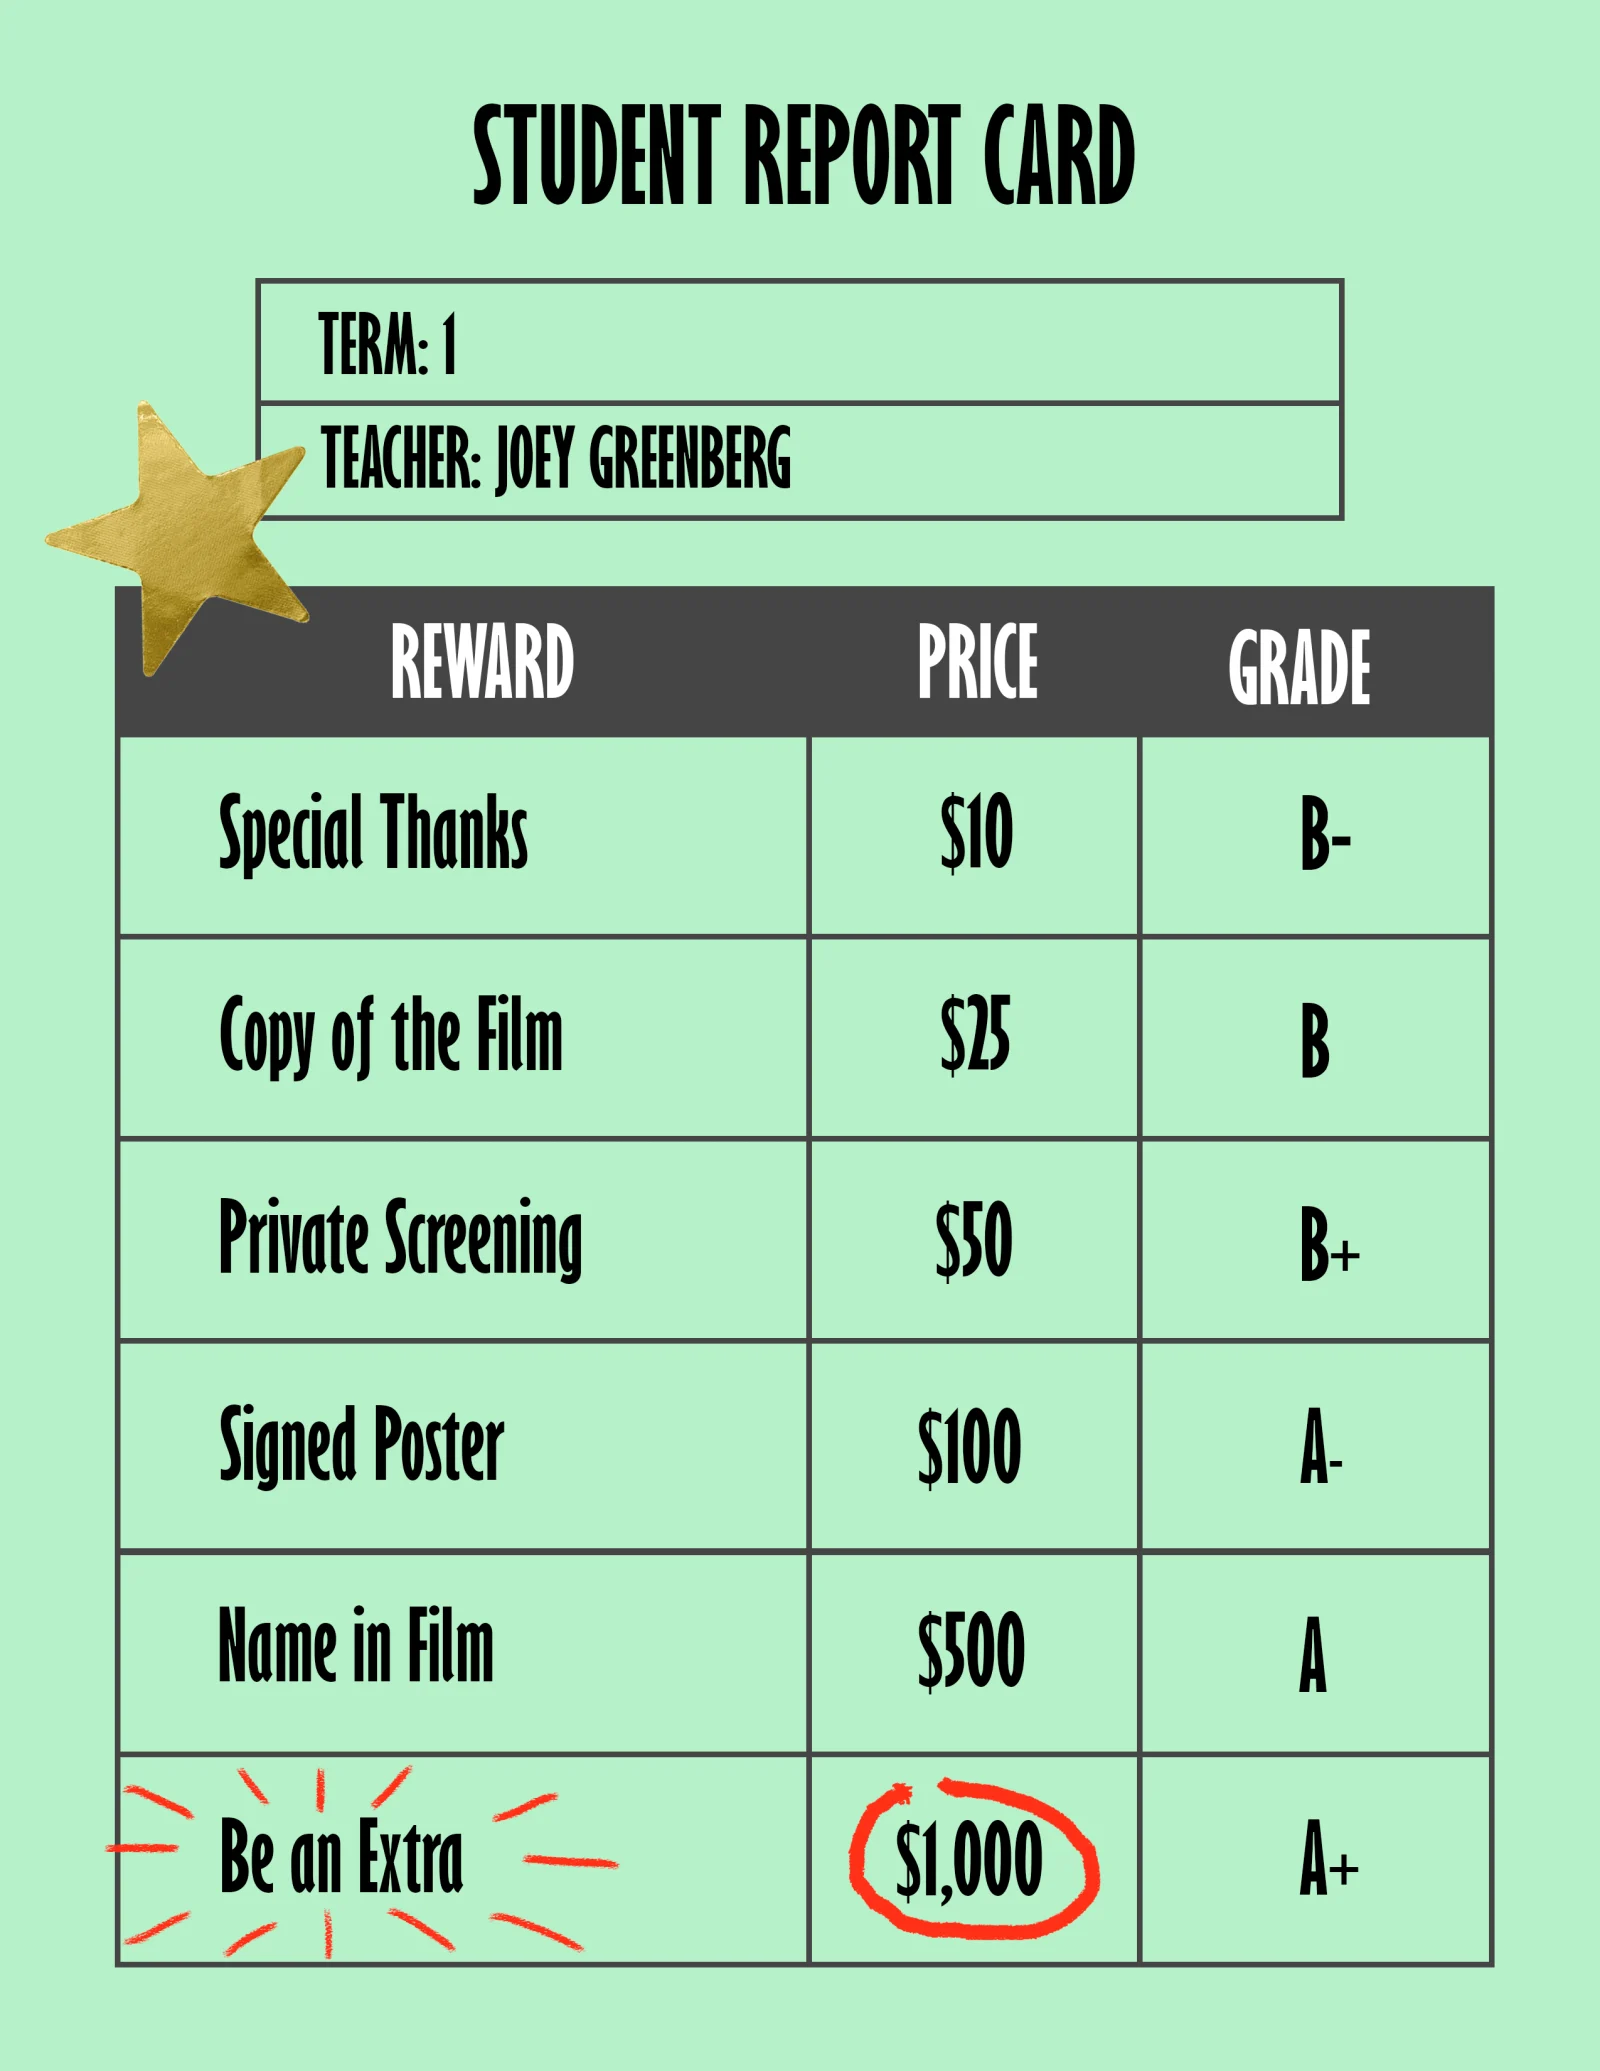 STUDENT REPORT CARD
TERM: 1
TEACHER: JOEY GREENBERG
REWARD PRICE GRADE
Special Thanks $10 B-
Copy of the Film $25 B
Private Screening $50 B+
Signed Poster $100 A-
Name in Film $500 A
Be an Extra $1,000 A+